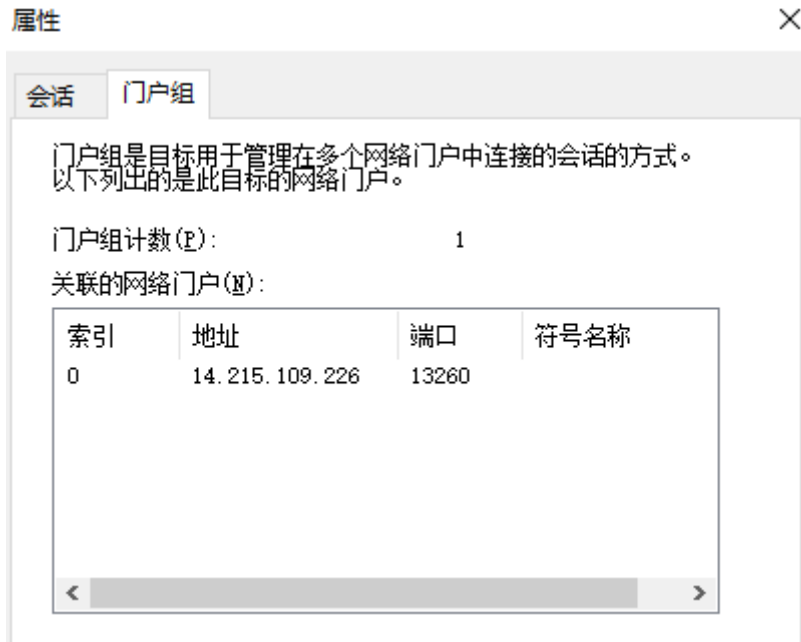 属性
会话 门户组
门户组是目标用于管理在多个网络门户中连接的会话的方式。
以下列出的是此目标的网络门户。
门户组计数(P): 1
关联的网络门户(N):
索引 地址 端口 符号名称
0 14.215.109.226 13260